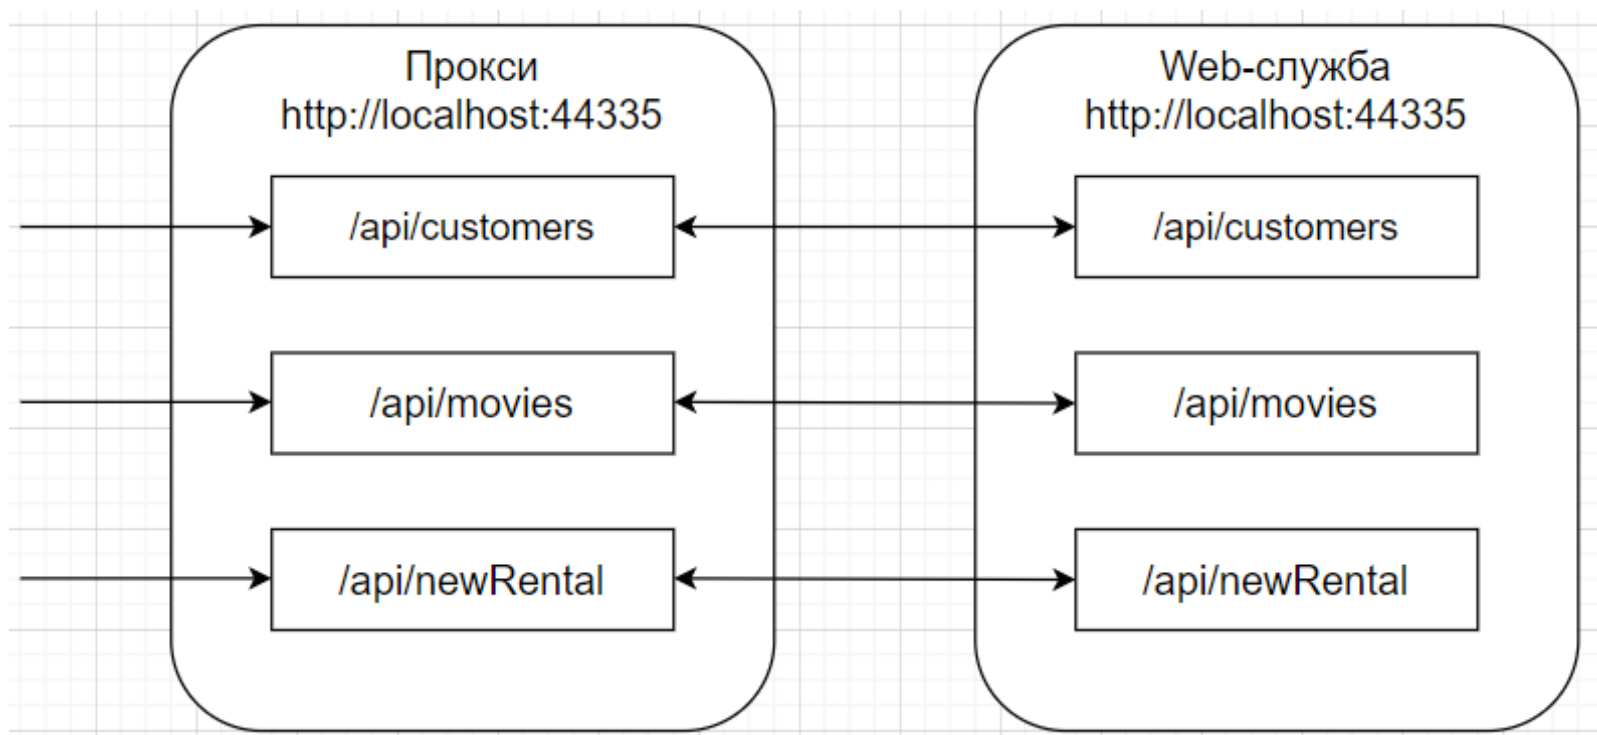 Прокси
http://localhost:44335
/api/customers
/api/movies
/api/newRental
Web-служба
http://localhost:44335
/api/customers
/api/movies
/api/newRental